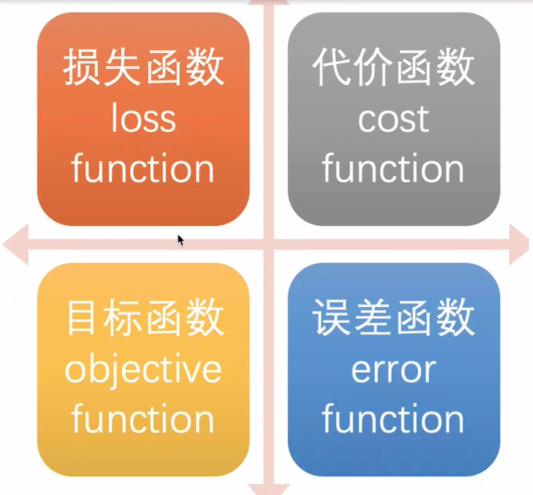 损失函数
loss
function
代价函数
cost
function
目标函数
objective
function
误差函数
error
function